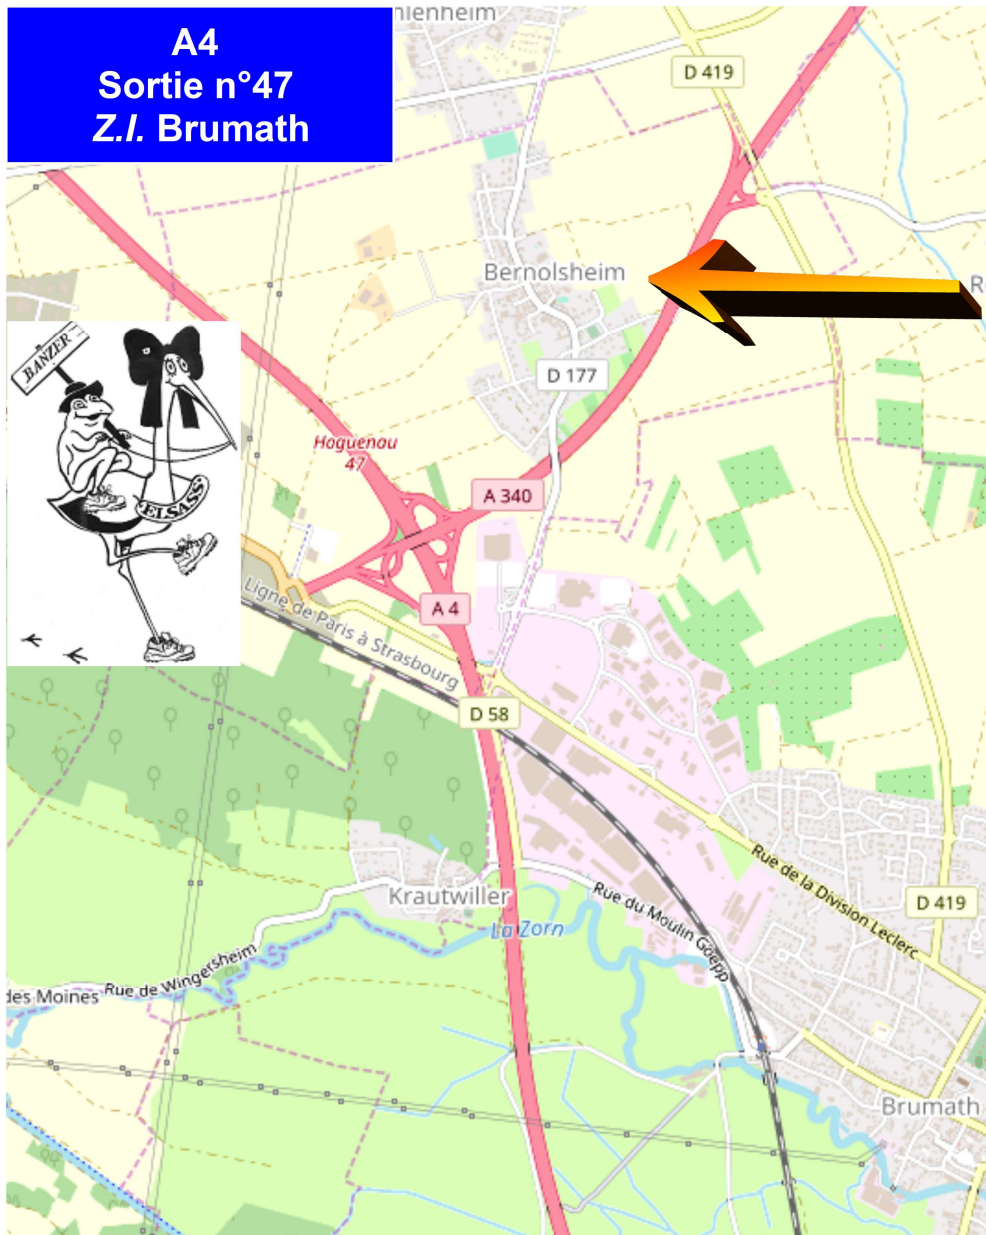 A4
Sortie n°47
Z.I. Brumath
D 419
Bernolsheim
BANZER
D 177
Haguenau
47
ELSASS
A 340
A 4
Ligne de Paris à Strasbourg
D 58
Rue de la Division Leclerc
Krautwiller
Rue du Moulin Goepp
D 419
La Zorn
Rue de Wingersheim
des Moines
Brumath